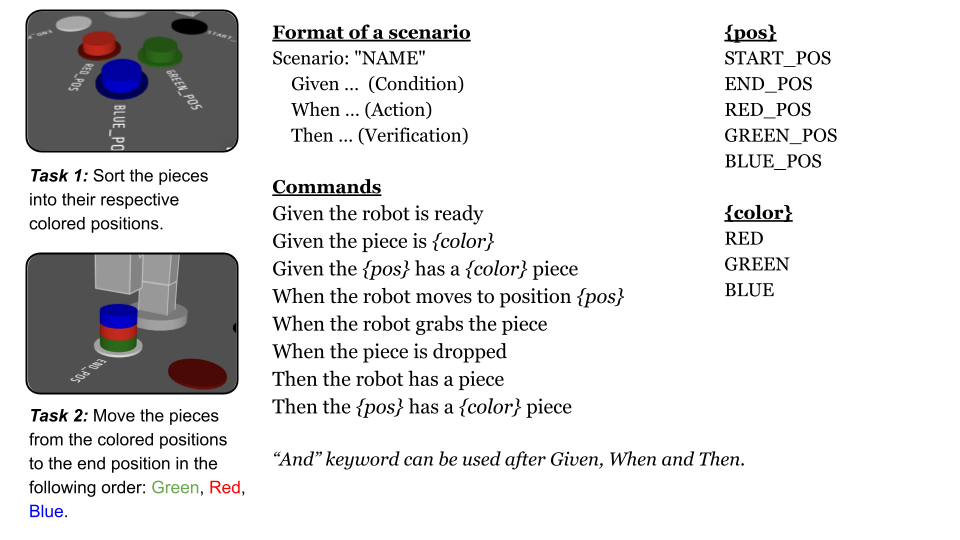 START_
RED_POS
GREEN_POS
BLUE_PO
Task 1: Sort the pieces
into their respective
colored positions.
END_POS
Task 2: Move the pieces
from the colored positions
to the end position in the
following order: Green, Red,
Blue.
Format of a scenario
Scenario: "NAME"
Given ... (Condition)
When ... (Action)
Then ... (Verification)
Commands
Given the robot is ready
Given the piece is {color}
Given the {pos} has a {color} piece
When the robot moves to position {pos}
When the robot grabs the piece
When the piece is dropped
Then the robot has a piece
Then the {pos} has a {color} piece
“And” keyword can be used after Given, When and Then.
{pos}
START_POS
END_POS
RED_POS
GREEN_POS
BLUE_POS
{color}
RED
GREEN
BLUE